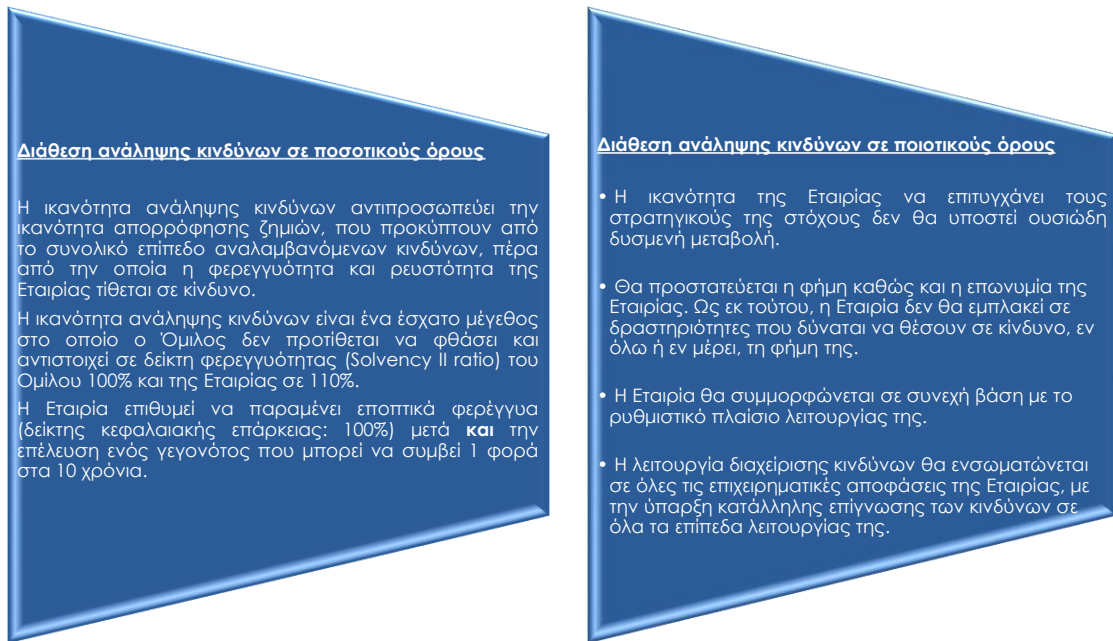 Διάθεση ανάληψης κινδύνων σε ποσοτικούς όρους
Η ικανότητα ανάληψης κινδύνων αντιπροσωπεύει την
ικανότητα απορρόφησης ζημιών, που προκύπτουν από
το συνολικό επίπεδο αναλαμβανόμενων κινδύνων, πέρα
από την οποία η φερεγγυότητα και ρευστότητα της
Εταιρίας τίθεται σε κίνδυνο.
Η ικανότητα ανάληψης κινδύνων είναι ένα έσχατο μέγεθος
στο οποίο ο Όμιλος δεν προτίθεται να φθάσει και
αντιστοιχεί σε δείκτη φερεγγυότητας (Solvency II ratio) του
Ομίλου 100% και της Εταιρίας σε 110%.
Η Εταιρία επιθυμεί να παραμένει εποπτικά φερέγγυα
(δείκτης κεφαλαιακής επάρκειας: 100%) μετά και την
επέλευση ενός γεγονότος που μπορεί να συμβεί 1 φορά
στα 10 χρόνια.
Διάθεση ανάληψης κινδύνων σε ποιοτικούς όρους
• Η ικανότητα της Εταιρίας να επιτυγχάνει τους
στρατηγικούς της στόχους δεν θα υποστεί ουσιώδη
δυσμενή μεταβολή.
• Θα προστατεύεται η φήμη καθώς και η επωνυμία της
Εταιρίας. Ως εκ τούτου, η Εταιρία δεν θα εμπλακεί σε
δραστηριότητες που δύναται να θέσουν σε κίνδυνο, εν
όλω ή εν μέρει, τη φήμη της.
• Η Εταιρία θα συμμορφώνεται σε συνεχή βάση με το
ρυθμιστικό πλαίσιο λειτουργίας της.
• Η λειτουργία διαχείρισης κινδύνων θα ενσωματώνεται
σε όλες τις επιχειρηματικές αποφάσεις της Εταιρίας, με
την ύπαρξη κατάλληλης επίγνωσης των κινδύνων σε
όλα τα επίπεδα λειτουργίας της.